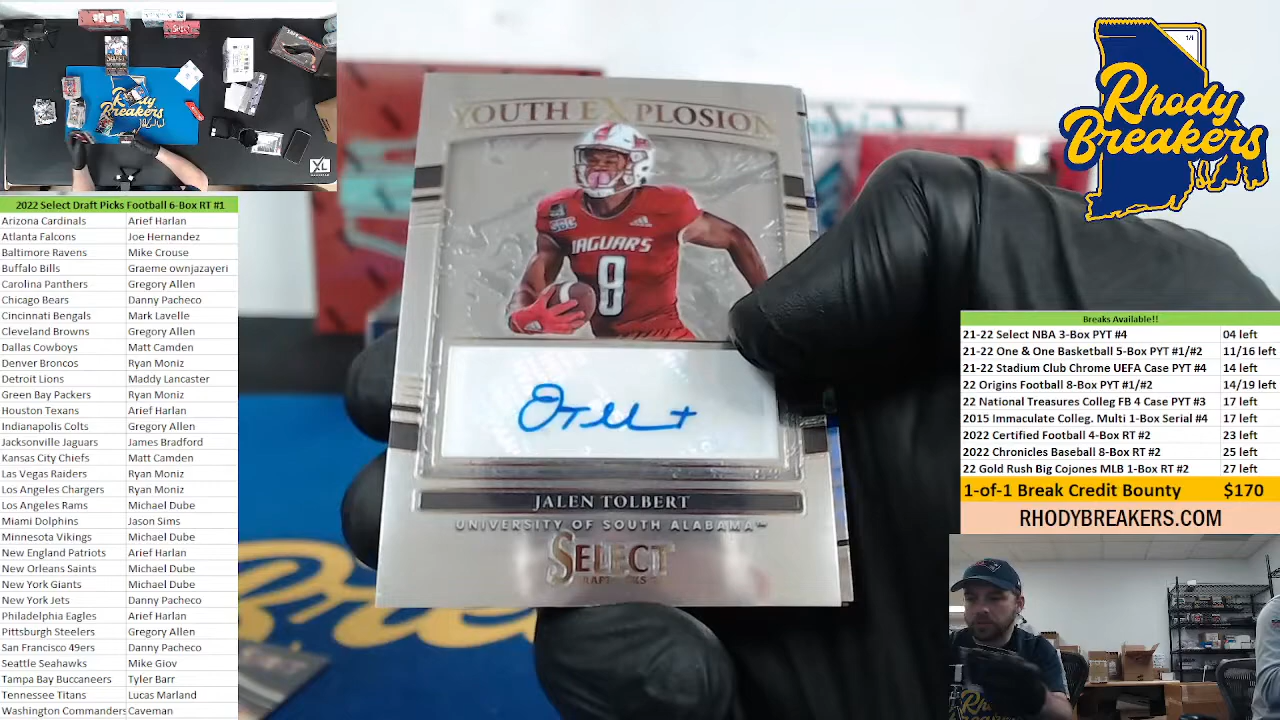 2022 Select Draft Picks Football 6-Box RT #1
Arizona Cardinals Arief Harlan
Atlanta Falcons Joe Hernandez
Baltimore Ravens Mike Crouse
Buffalo Bills Graeme ownjazayeri
Carolina Panthers Gregory Allen
Chicago Bears Danny Pacheco
Cincinnati Bengals Mark Lavelle
Cleveland Browns Gregory Allen
Dallas Cowboys Matt Camden
Denver Broncos Ryan Moniz
Detroit Lions Maddy Lancaster
Green Bay Packers Ryan Moniz
Houston Texans Arief Harlan
Indianapolis Colts Gregory Allen
Jacksonville Jaguars James Bradford
Kansas City Chiefs Matt Camden
Las Vegas Raiders Ryan Moniz
Los Angeles Chargers Ryan Moniz
Los Angeles Rams Michael Dube
Miami Dolphins Jason Sims
Minnesota Vikings Michael Dube
New England Patriots Arief Harlan
New Orleans Saints Michael Dube
New York Giants Michael Dube
New York Jets Danny Pacheco
Philadelphia Eagles Arief Harlan
Pittsburgh Steelers Gregory Allen
San Francisco 49ers Danny Pacheco
Seattle Seahawks Mike Giov
Tampa Bay Buccaneers Tyler Barr
Tennessee Titans Lucas Marland
Washington Commanders Caveman
Rhody
Breakers
XL
YOUTH EXPLOSION
JAGUARS
8
JALEN TOLBERT
UNIVERSITY OF SOUTH ALABAMA™
SELECT
1/1
Rhody
Breakers
Breaks Available!!
21-22 Select NBA 3-Box PYT #4 04 left
21-22 One & One Basketball 5-Box PYT #1/#2 11/16 left
21-22 Stadium Club Chrome UEFA Case PYT #4 14 left
22 Origins Football 8-Box PYT #1/#2 14/19 left
22 National Treasures Colleg FB 4 Case PYT #3 17 left
2015 Immaculate Colleg. Multi 1-Box Serial #4 17 left
2022 Certified Football 4-Box RT #2 23 left
2022 Chronicles Baseball 8-Box RT #2 25 left
22 Gold Rush Big Cojones MLB 1-Box RT #2 27 left
1-of-1 Break Credit Bounty $170
RHODYBREAKERS.COM
Rhody